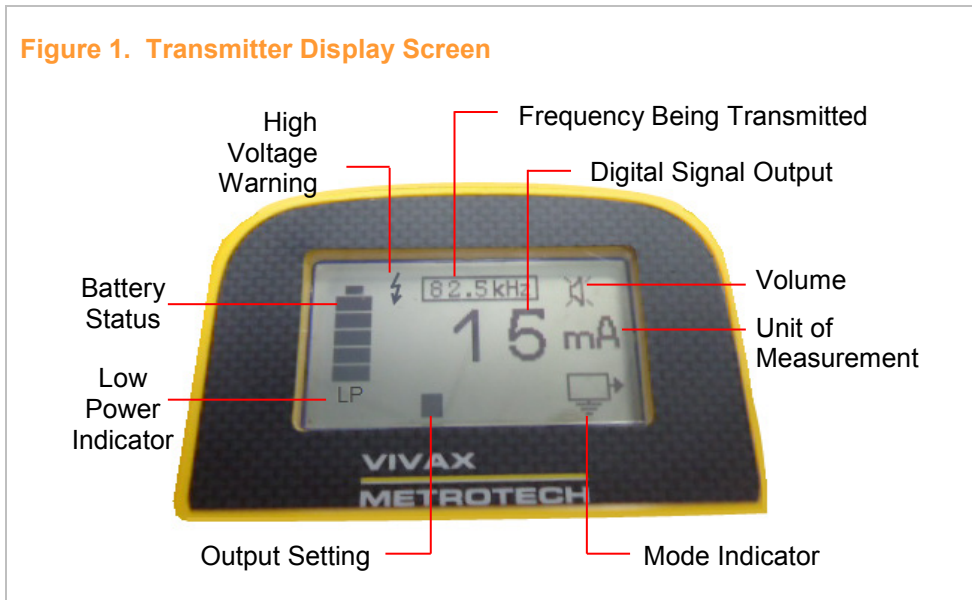 Figure 1. Transmitter Display Screen
High
Voltage
Warning
Frequency Being Transmitted
Digital Signal Output
Battery
Status
Volume
Unit of
Measurement
Low
Power
Indicator
82.5kHz
15 mA
LP
VIVAX
METROTECH
Output Setting
Mode Indicator